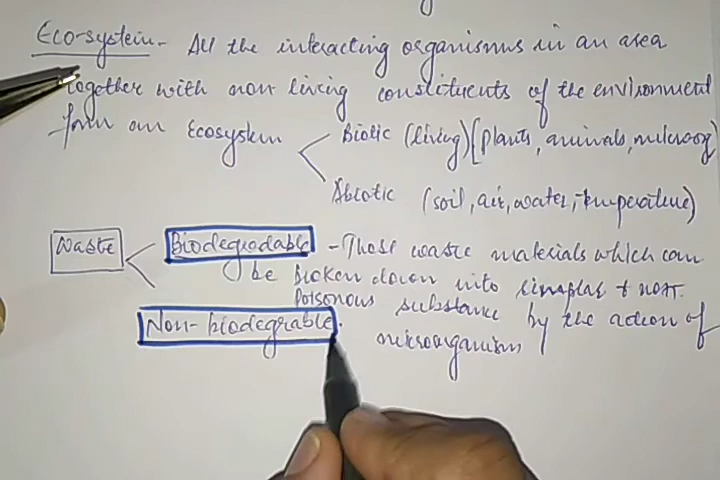 Eco-system - All the interacting organisms in an area
together with non living constituents of the environment
form an Ecosystem
Biotic (living) [plants, animals, microorg)
Abiotic (soil, air, water, temperature)
Waste
Biodegradable - Those waste materials which can
be Broken down into simpler & non-
poisonous substance by the action of
microorganism
Non-biodegrable.